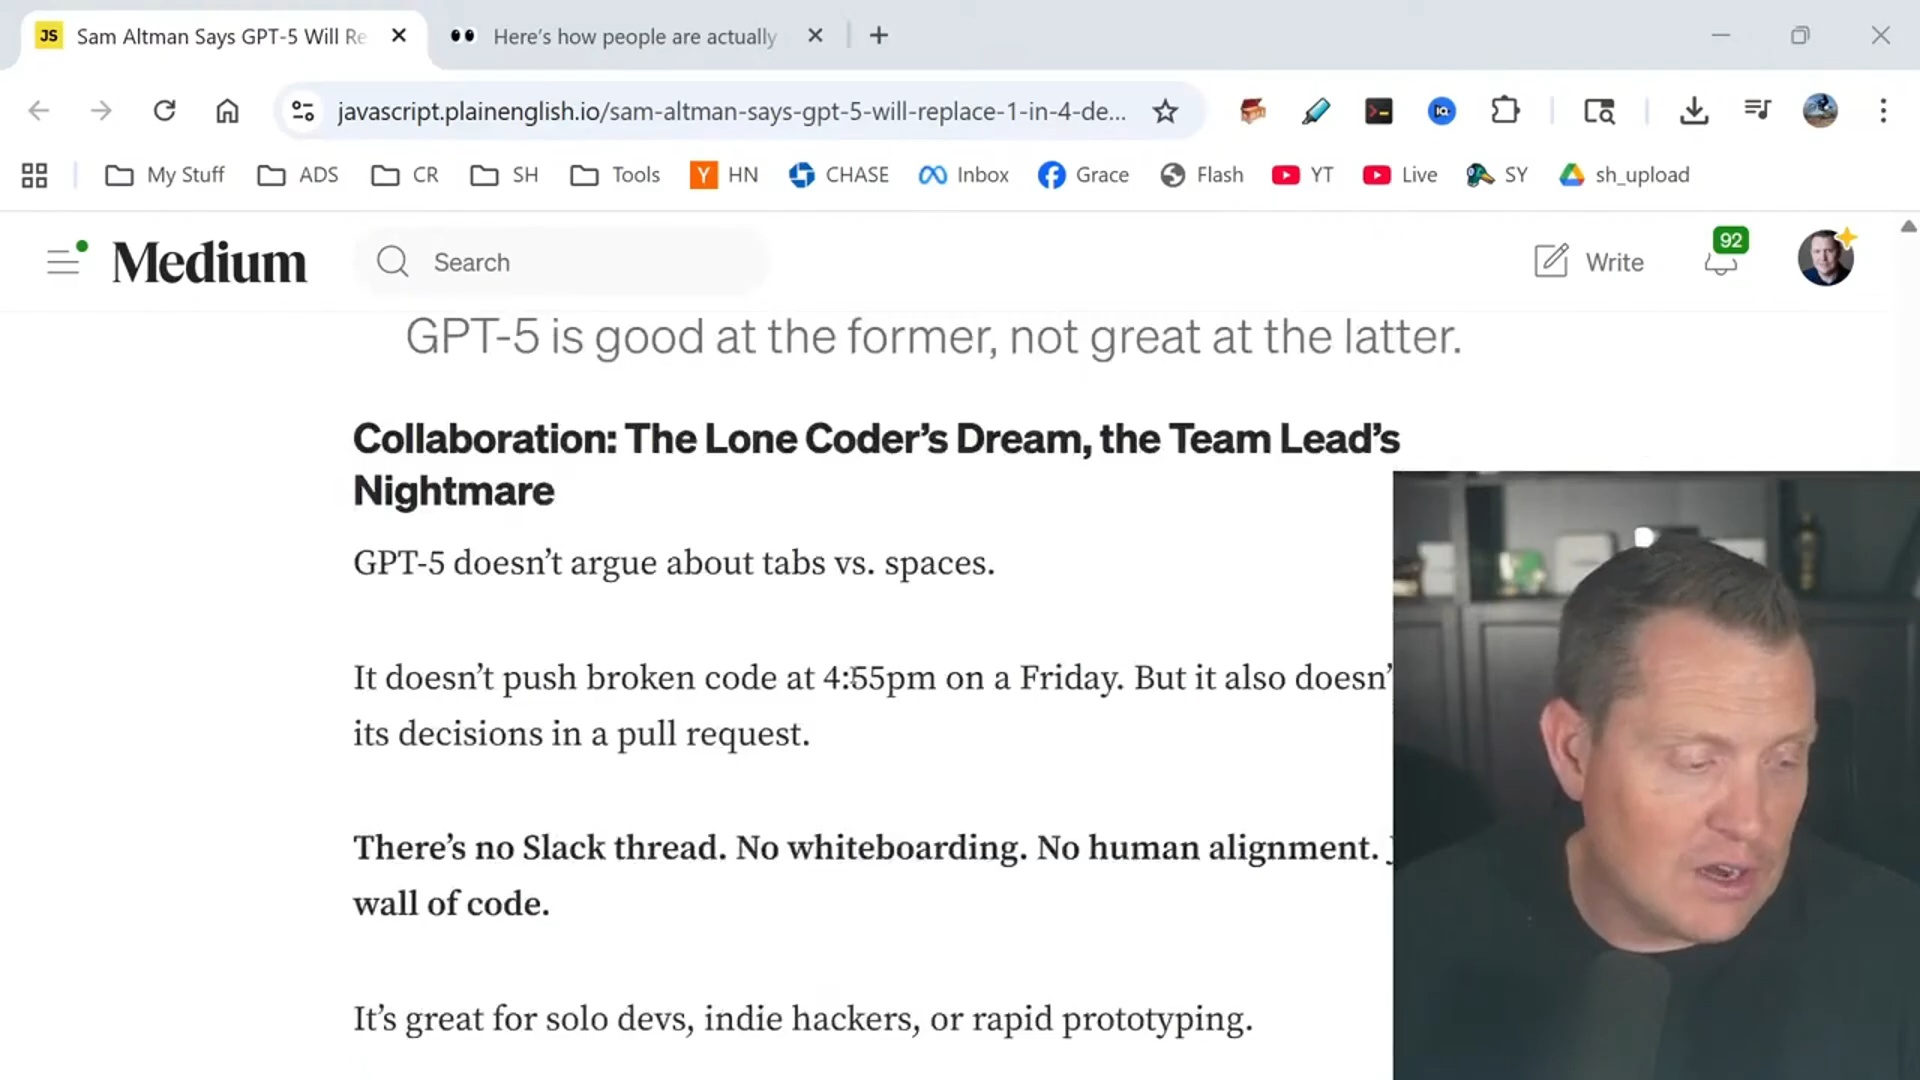 JS Sam Altman Says GPT-5 Will Re
Here's how people are actually
javascript.plainenglish.io/sam-altman-says-gpt-5-will-replace-1-in-4-de...
My Stuff ADS CR SH Tools Y HN CHASE Inbox Grace Flash YT Live SY sh_upload
Medium Search Write 92
GPT-5 is good at the former, not great at the latter.
Collaboration: The Lone Coder’s Dream, the Team Lead’s
Nightmare
GPT-5 doesn’t argue about tabs vs. spaces.
It doesn’t push broken code at 4:55pm on a Friday. But it also doesn’
its decisions in a pull request.
There’s no Slack thread. No whiteboarding. No human alignment.
wall of code.
It’s great for solo devs, indie hackers, or rapid prototyping.